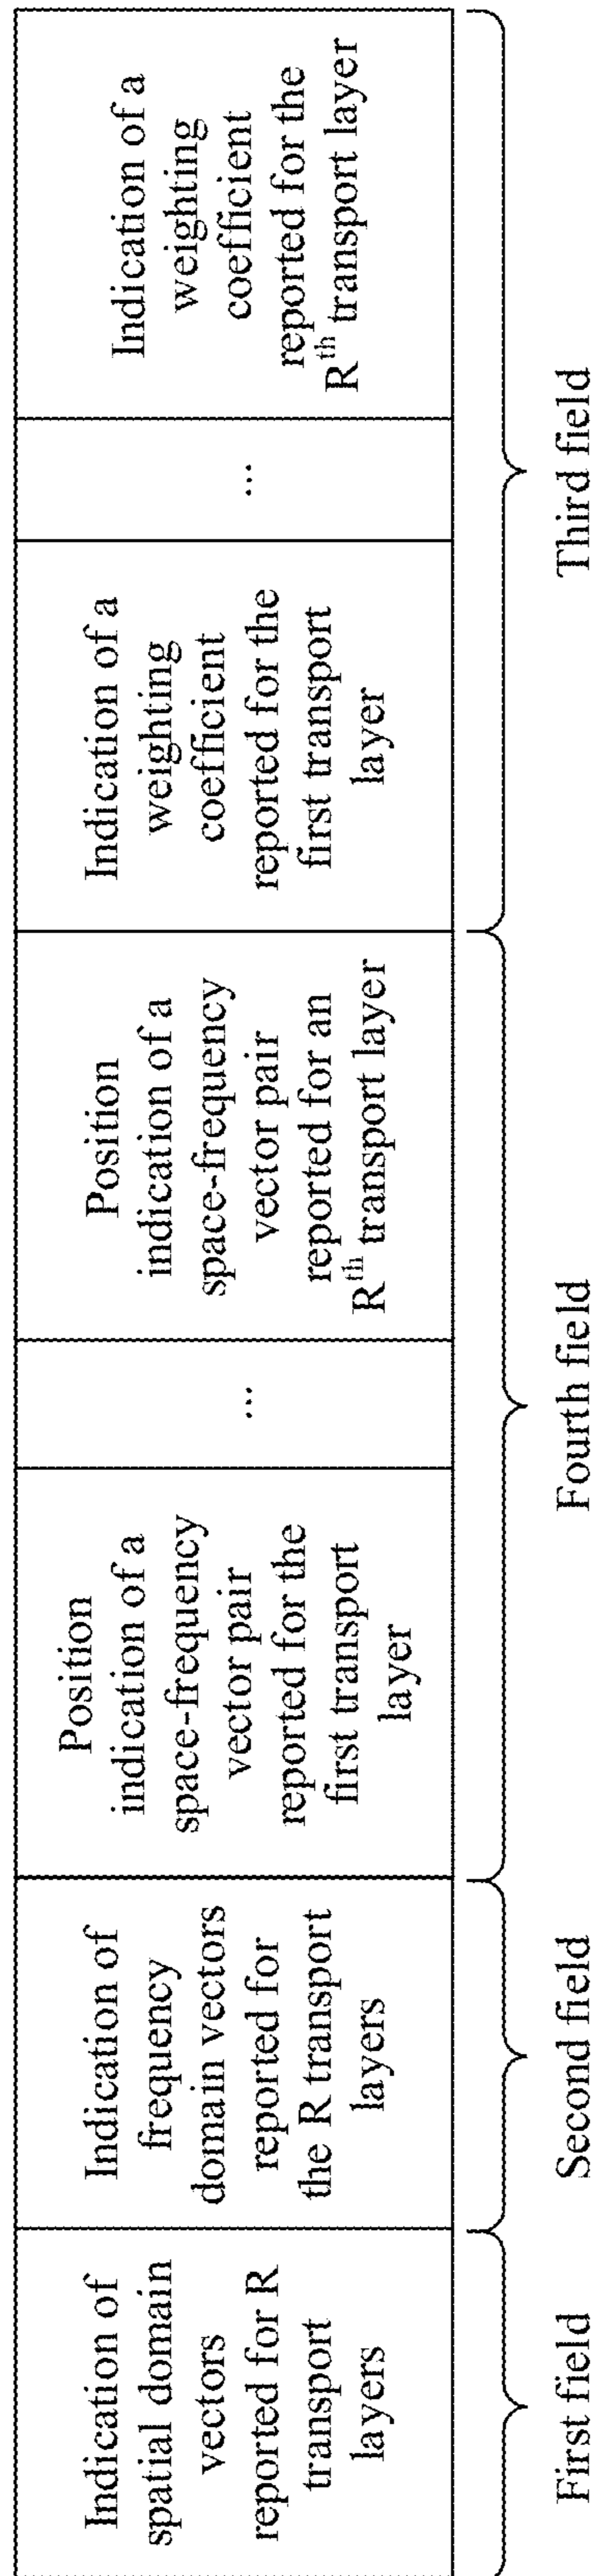 Indication of
spatial domain
vectors
reported for R
transport
layers
Indication of
frequency
domain vectors
reported for
the R transport
layers
Position
indication of a
space-frequency
vector pair
reported for the
first transport
layer
...
Position
indication of a
space-frequency
vector pair
reported for an
Rth transport layer
Indication of a
weighting
coefficient
reported for the
first transport
layer
...
Indication of a
weighting
coefficient
reported for the
Rth transport layer
First field
Second field
Fourth field
Third field